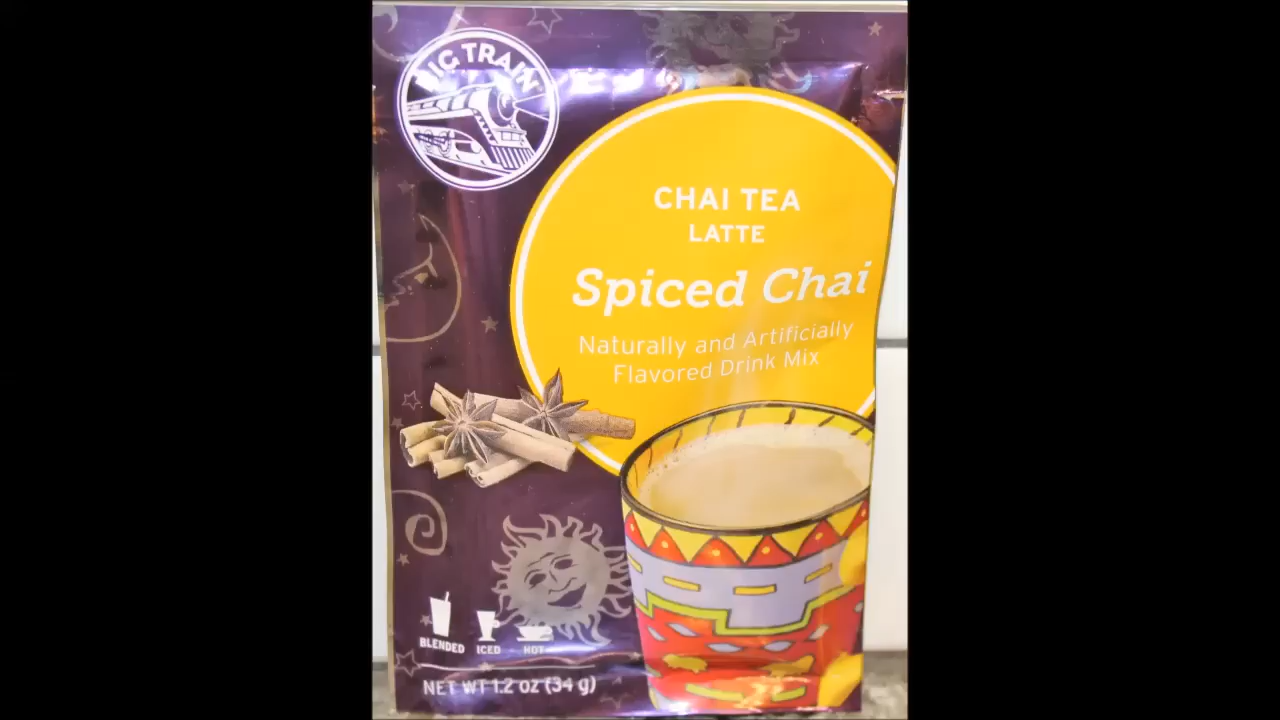 BIG TRAIN
CHAI TEA
LATTE
Spiced Chai
Naturally and Artificially
Flavored Drink Mix
BLENDED ICED HOT
NET WT 1.2 oz (34 g)